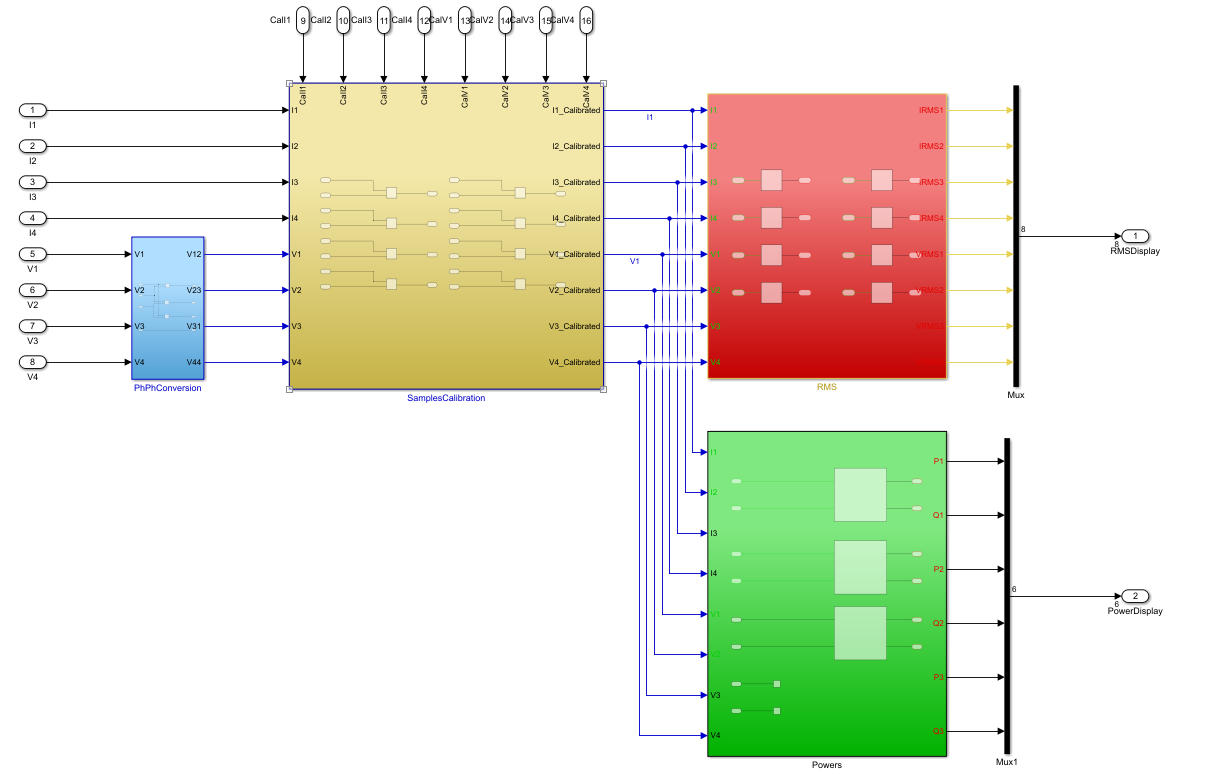 CalI1 9 CalI2 10 CalI3 11 CalI4 12 CalV1 13 CalV2 14 CalV3 15 CalV4 16
CalI1 CalI2 CalI3 CalI4 CalV1 CalV2 CalV3 CalV4
1
I1
2
I2
3
I3
4
I4
5
V1
6
V2
7
V3
8
V4
V1 V12
V2 V23
V3 V31
V4 V44
PhPhConversion
I1 I1_Calibrated
I2 I2_Calibrated
I3 I3_Calibrated
I4 I4_Calibrated
V1 V1_Calibrated
V2 V2_Calibrated
V3 V3_Calibrated
V4 V4_Calibrated
SamplesCalibration
I1
V1
I1 IRMS1
I2 IRMS2
I3 IRMS3
I4 IRMS4
V1 VRMS1
V2 VRMS2
V3 VRMS3
V4
RMS
Mux
8
8
1
RMSDisplay
I1
I2
I3
I4
V1
V2
V3
V4
P1
Q1
P2
Q2
P3
Q3
Powers
Mux1
6
6
2
PowerDisplay